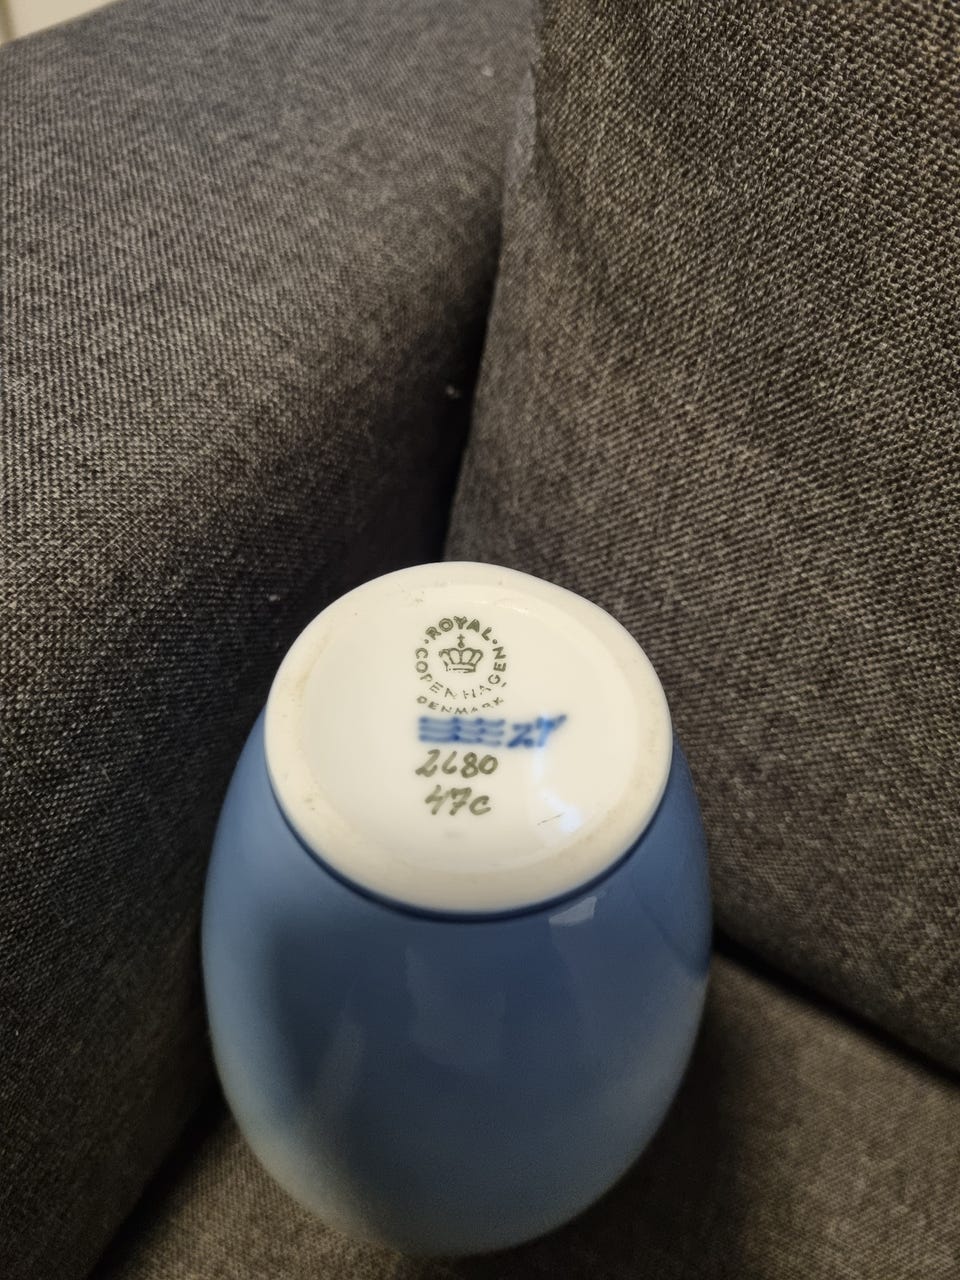 ROYAL
COPENHAGEN
DENMARK
2680
47c